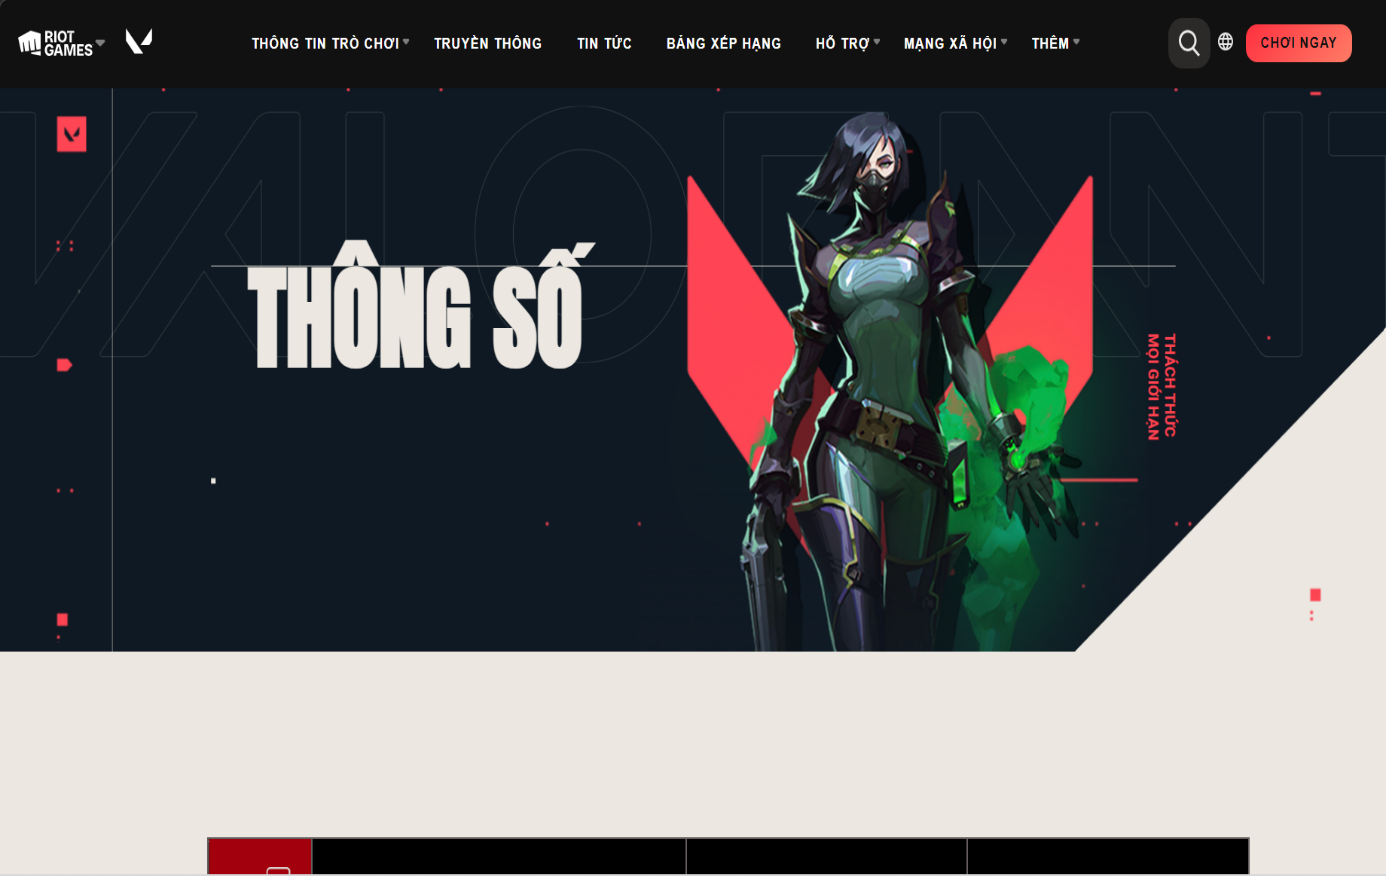 RIOT
GAMES
THÔNG TIN TRÒ CHƠI
TRUYỀN THÔNG
TIN TỨC
BẢNG XẾP HẠNG
HỖ TRỢ
MẠNG XÃ HỘI
THÊM
CHƠI NGAY
VALORANT
THÔNG SỐ
THÁCH THỨC
MỌI GIỚI HẠN